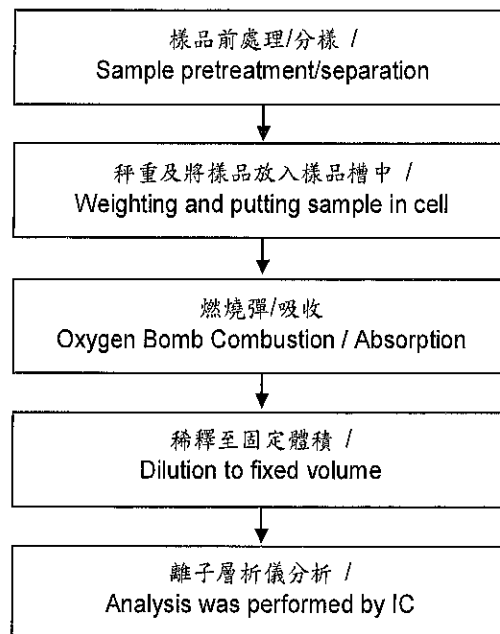 樣品前處理/分樣 /
Sample pretreatment/separation
秤重及將樣品放入樣品槽中 /
Weighting and putting sample in cell
燃燒彈/吸收
Oxygen Bomb Combustion / Absorption
稀釋至固定體積 /
Dilution to fixed volume
離子層析儀分析 /
Analysis was performed by IC